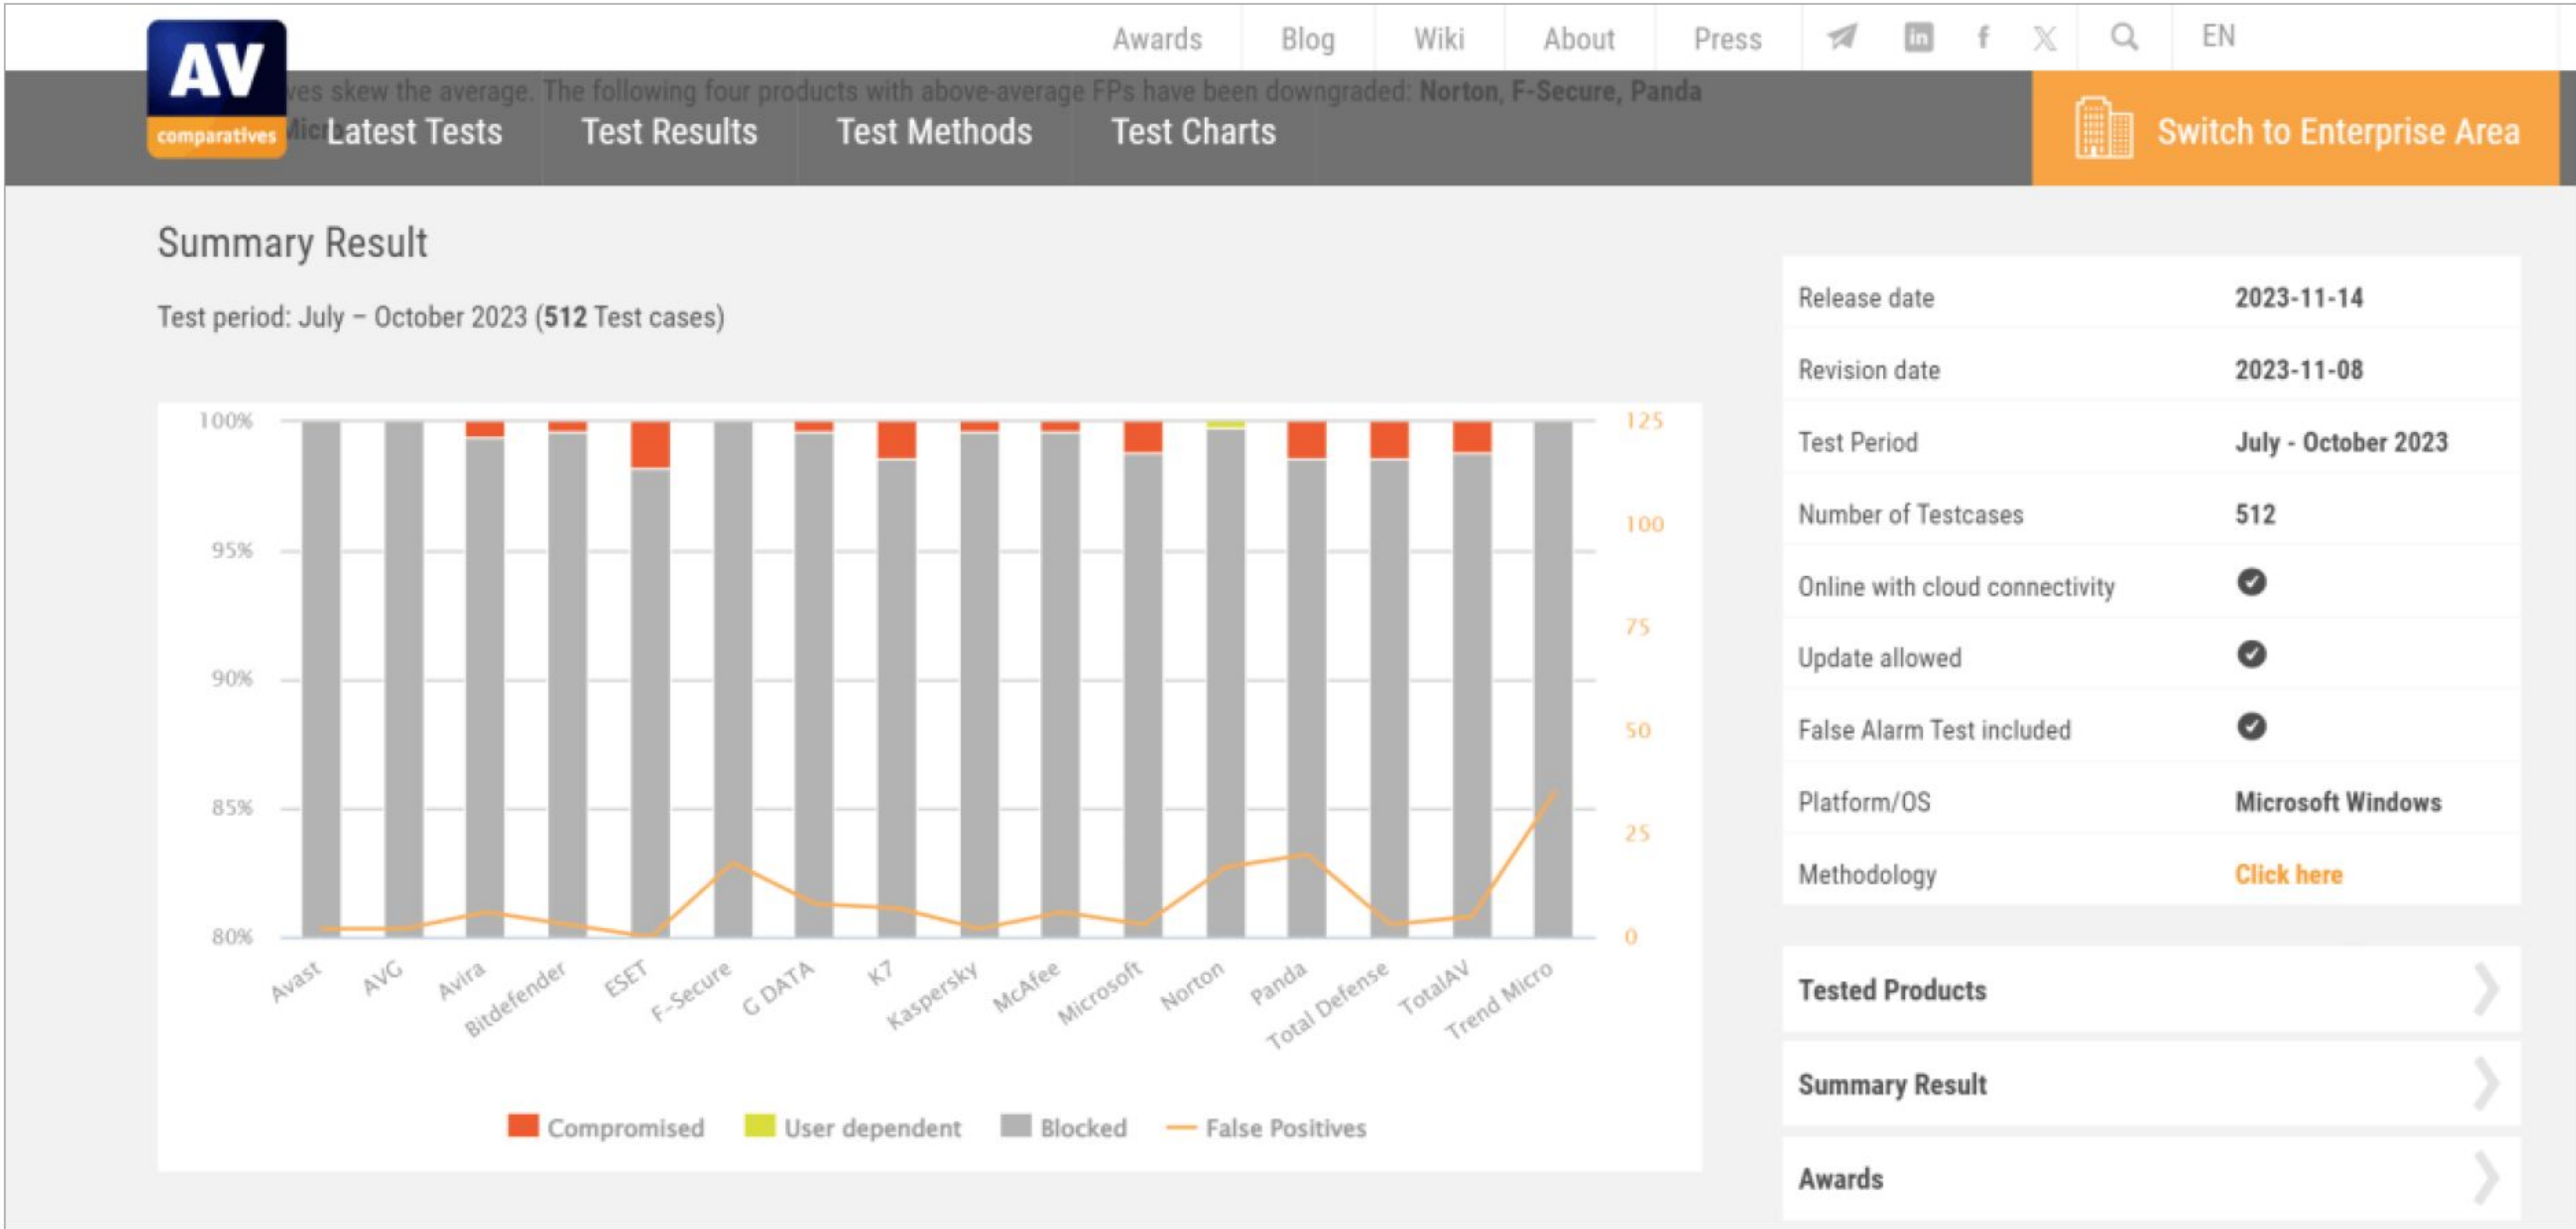 Awards Blog Wiki About Press in f X EN
AV
comparatives
ves skew the average. The following four products with above-average FPs have been downgraded: Norton, F-Secure, Panda
Micro
Latest Tests Test Results Test Methods Test Charts
Switch to Enterprise Area
Summary Result
Test period: July – October 2023 (512 Test cases)
100%
95%
90%
85%
80%
125
100
75
50
25
0
Avast
AVG
Avira
Bitdefender
ESET
F-Secure
G DATA
K7
Kaspersky
McAfee
Microsoft
Norton
Panda
Total Defense
TotalAV
Trend Micro
Compromised User dependent Blocked False Positives
Release date 2023-11-14
Revision date 2023-11-08
Test Period July - October 2023
Number of Testcases 512
Online with cloud connectivity
Update allowed
False Alarm Test included
Platform/OS Microsoft Windows
Methodology Click here
Tested Products
Summary Result
Awards